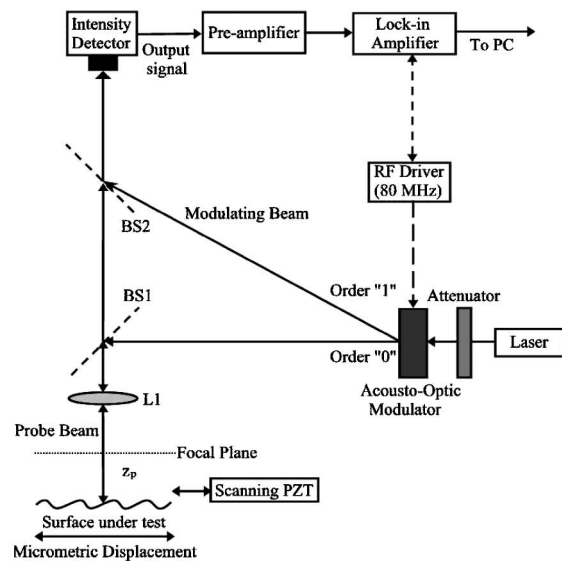 Intensity
Detector
Output
signal
Pre-amplifier
Lock-in
Amplifier
To PC
RF Driver
(80 MHz)
BS2
Modulating Beam
BS1
Order "1"
Attenuator
Order "0"
Laser
Acousto-Optic
Modulator
L1
Probe Beam
Focal Plane
zp
Scanning PZT
Surface under test
Micrometric Displacement